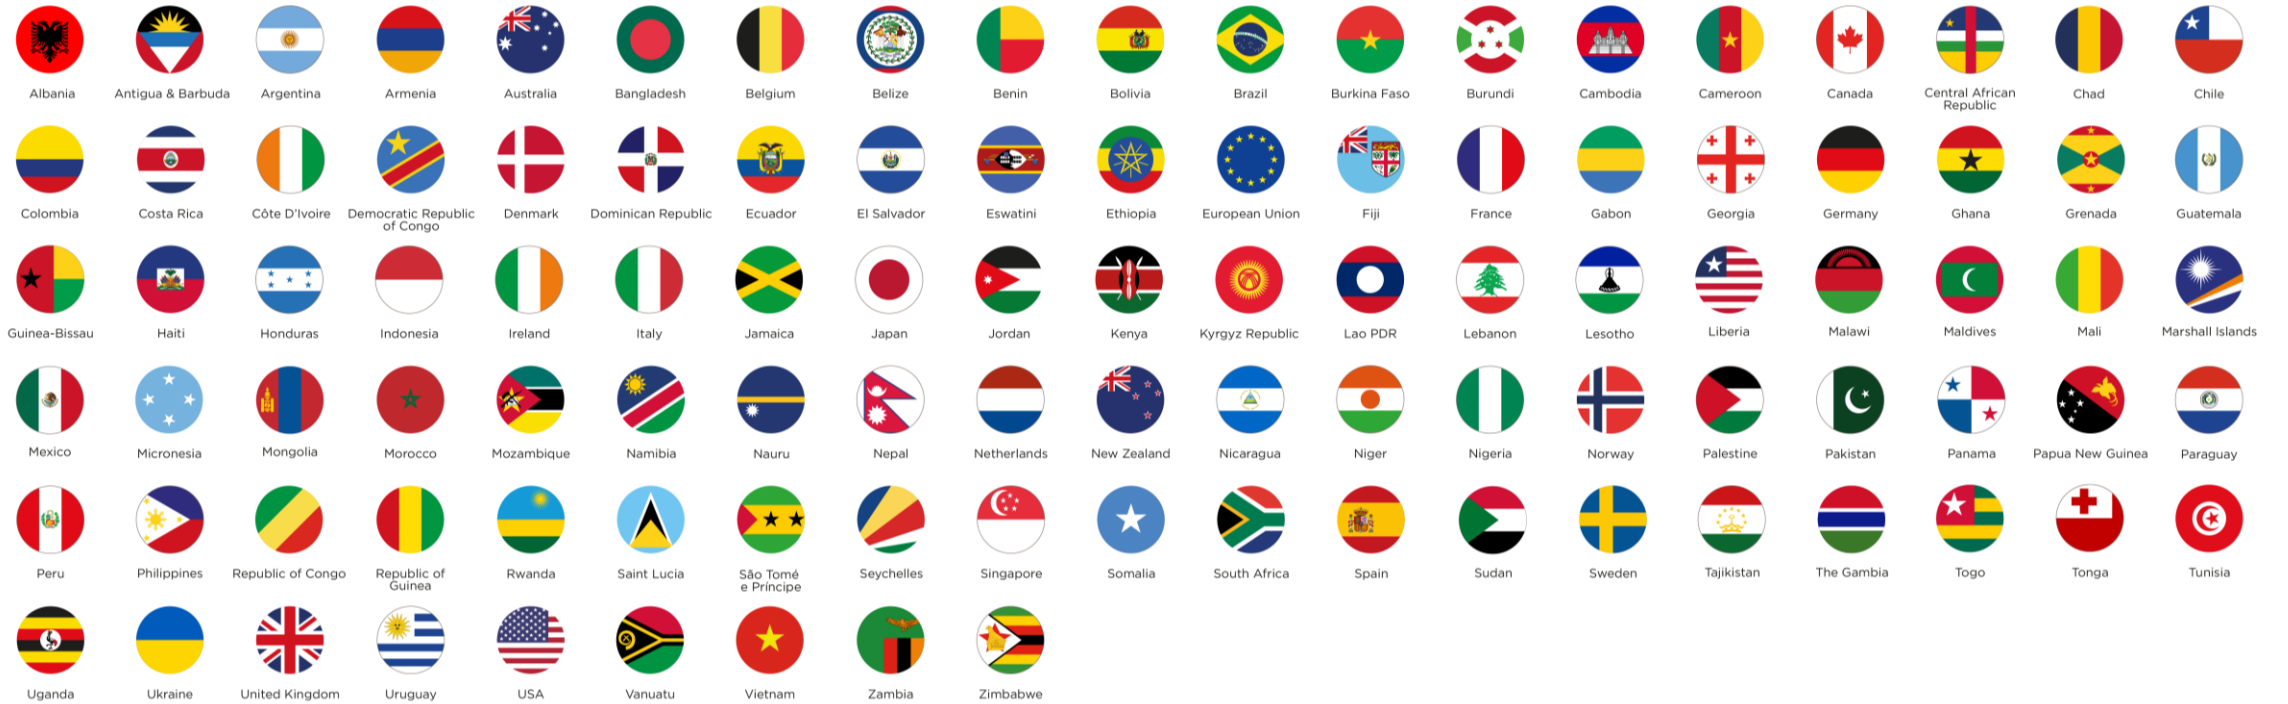 Albania
Antigua & Barbuda
Argentina
Armenia
Australia
Bangladesh
Belgium
Belize
Benin
Bolivia
Brazil
Burkina Faso
Burundi
Cambodia
Cameroon
Canada
Central African
Republic
Chad
Chile
Colombia
Costa Rica
Côte D'Ivoire
Democratic Republic
of Congo
Denmark
Dominican Republic
Ecuador
El Salvador
Eswatini
Ethiopia
European Union
Fiji
France
Gabon
Georgia
Germany
Ghana
Grenada
Guatemala
Guinea-Bissau
Haiti
Honduras
Indonesia
Ireland
Italy
Jamaica
Japan
Jordan
Kenya
Kyrgyz Republic
Lao PDR
Lebanon
Lesotho
Liberia
Malawi
Maldives
Mali
Marshall Islands
Mexico
Micronesia
Mongolia
Morocco
Mozambique
Namibia
Nauru
Nepal
Netherlands
New Zealand
Nicaragua
Niger
Nigeria
Norway
Palestine
Pakistan
Panama
Papua New Guinea
Paraguay
Peru
Philippines
Republic of Congo
Republic of
Guinea
Rwanda
Saint Lucia
São Tomé
e Príncipe
Seychelles
Singapore
Somalia
South Africa
Spain
Sudan
Sweden
Tajikistan
The Gambia
Togo
Tonga
Tunisia
Uganda
Ukraine
United Kingdom
Uruguay
USA
Vanuatu
Vietnam
Zambia
Zimbabwe